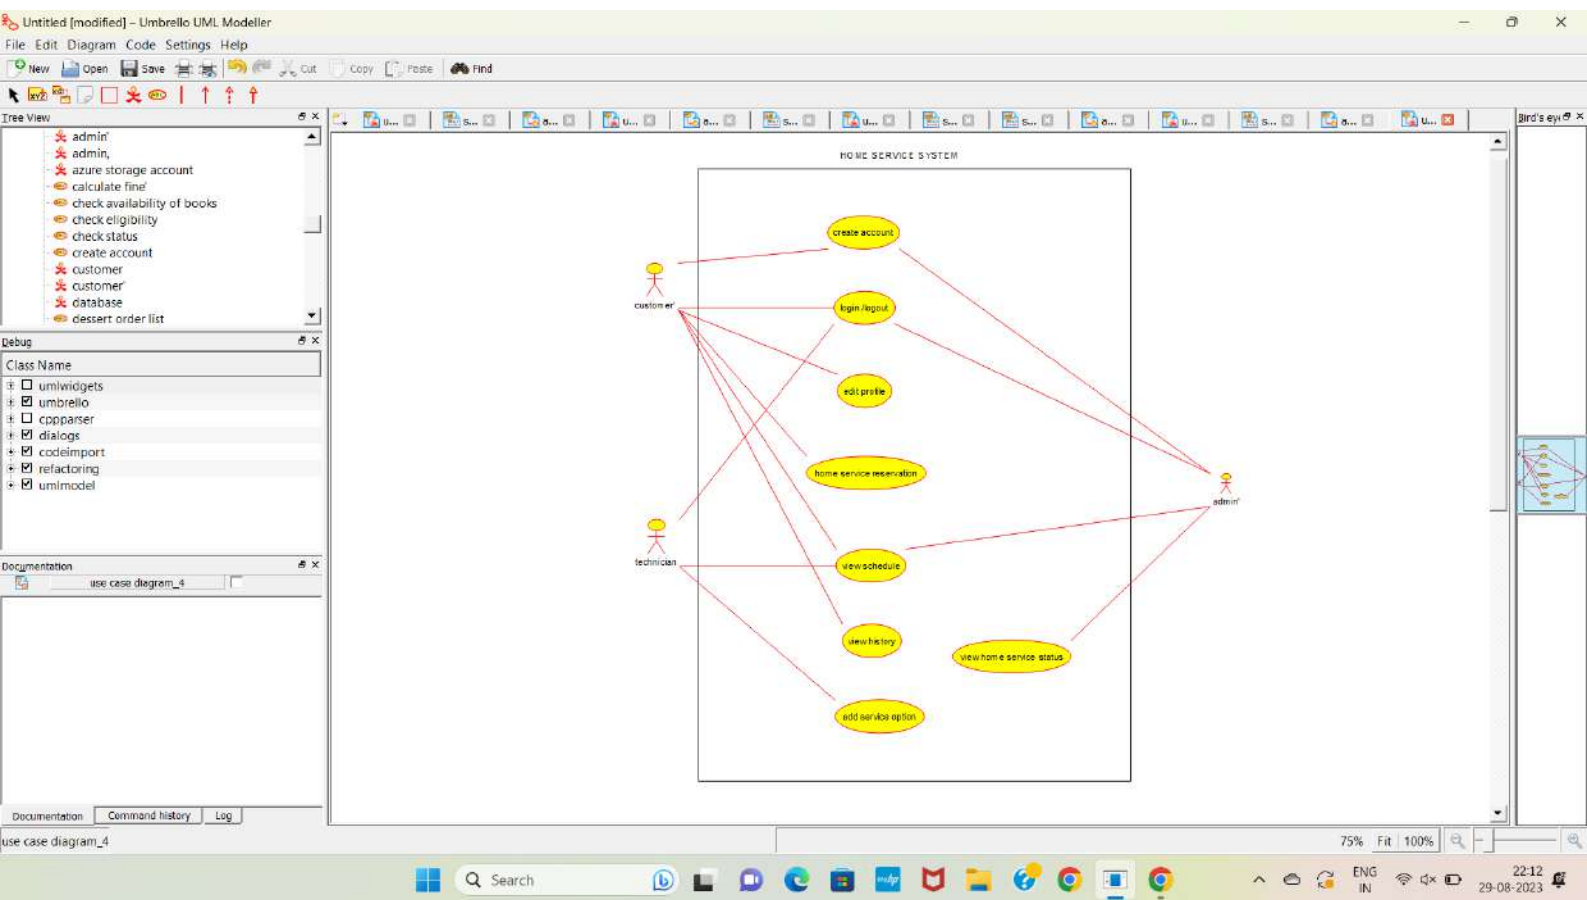 Untitled [modified] – Umbrello UML Modeller
File Edit Diagram Code Settings Help
New Open Save Cut Copy Paste Find
Tree View
admin'
admin,
azure storage account
calculate fine'
check availability of books
check eligibility
check status
create account
customer
customer'
database
dessert order list
Debug
Class Name
umlwidgets
umbrello
cppparser
dialogs
codeimport
refactoring
umlmodel
Documentation
use case diagram_4
Documentation Command history Log
use case diagram_4
u... s... a... u... a... s... u... s... s... a... u... s... a... u...
Bird's eye
HOME SERVICE SYSTEM
create account
customer'
login /logout
edit profile
home service reservation
admin'
technician
view schedule
view history
view home service status
add service option
75% Fit 100%
Search
ENG
IN
22:12
29-08-2023